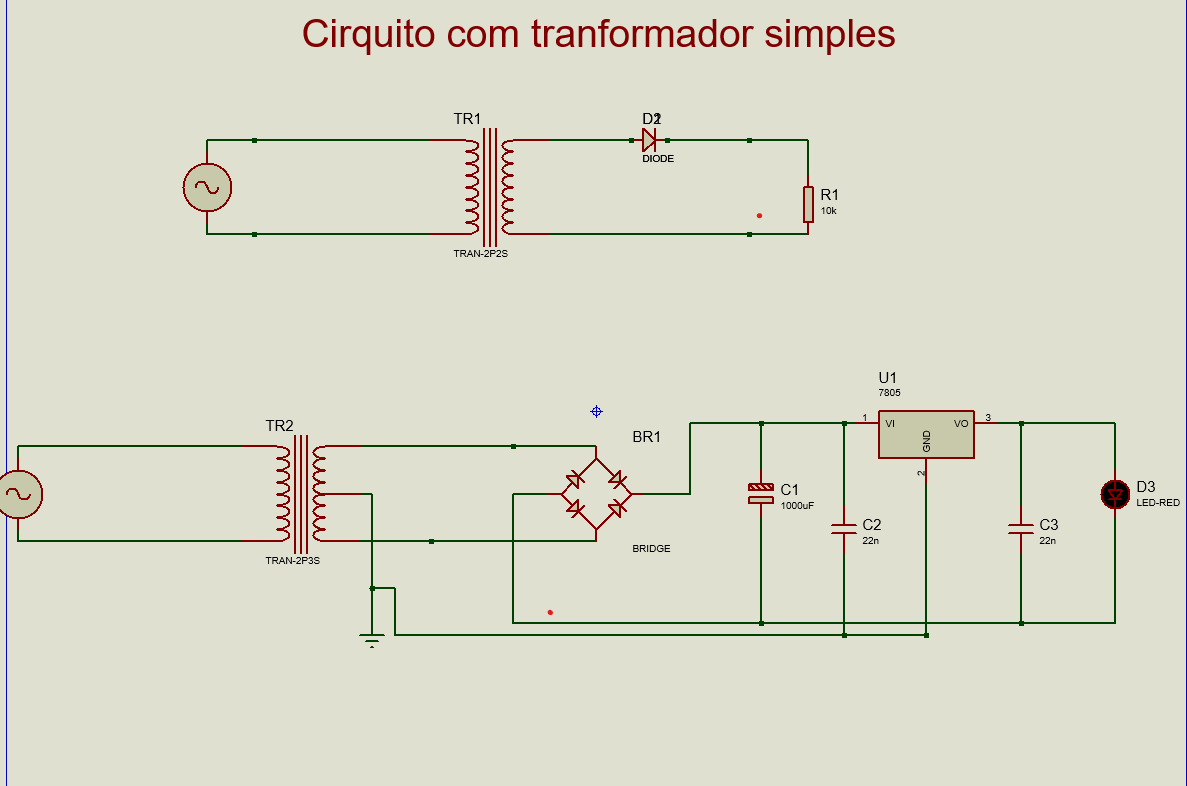 Cirquito com tranformador simples
TR1
DIODE
R1
10k
TRAN-2P2S
U1
7805
1
VI
VO
3
GND
2
TR2
BR1
C1
1000uF
D3
LED-RED
C2
22n
C3
22n
BRIDGE
TRAN-2P3S